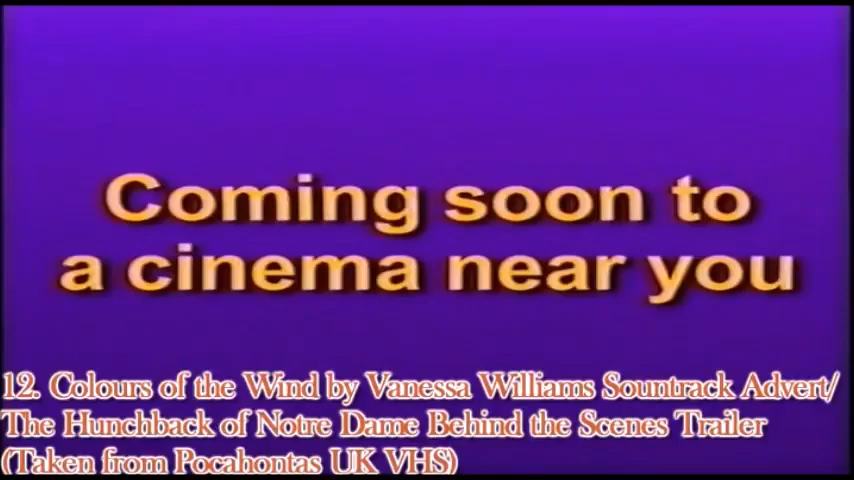 Coming soon to
a cinema near you
12. Colours of the Wind by Vanessa Williams Sountrack Advert/
The Hunchback of Notre Dame Behind the Scenes Trailer
(Taken from Pocahontas UK VHS)